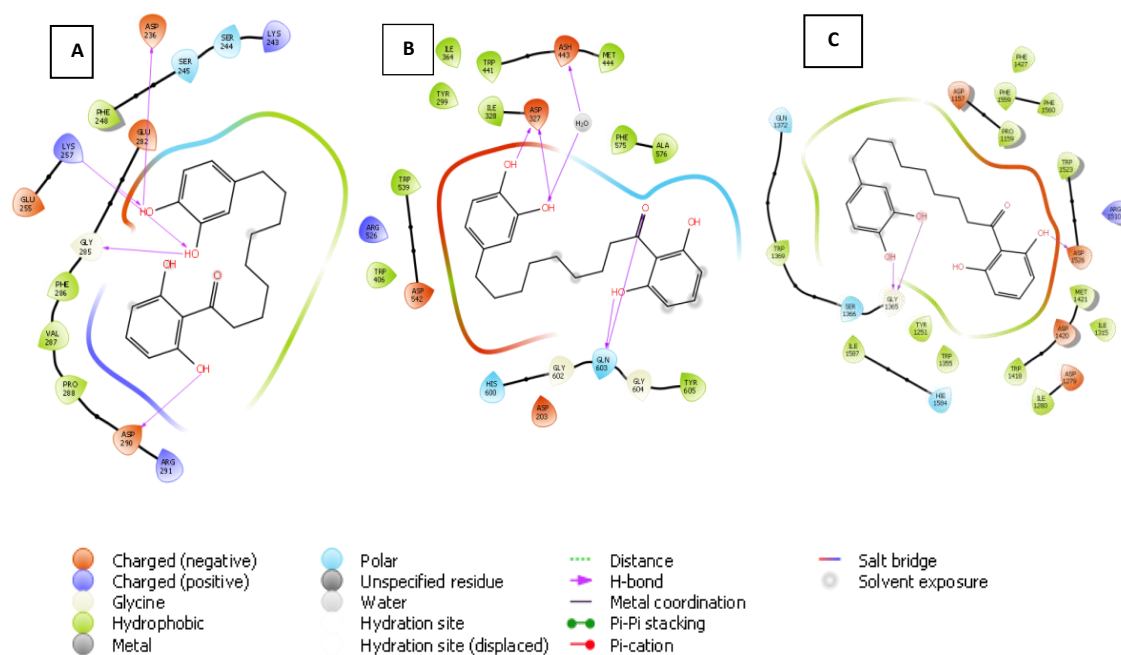 A
ASP
236
SER
244
LYS
243
SER
245
PHE
248
GLU
282
LYS
257
GLU
255
HO
HO
GLY
285
OH
O
PHE
286
VAL
287
OH
PRO
288
ASP
290
ARG
291
B
ILE
364
TRP
441
ASH
443
MET
444
TYR
299
ILE
328
ASP
327
H₂O
PHE
575
ALA
576
OH
TRP
539
OH
O
OH
ARG
526
TRP
406
ASP
542
HO
HIS
600
GLY
602
GLN
603
GLY
604
TYR
605
ASP
203
C
PHE
1427
ASP
1157
PHE
1559
PHE
1560
GLN
1372
PRO
1159
TRP
1523
ARG
1510
O
OH
OH
OH
HO
ASP
1526
TRP
1369
GLY
1365
SER
1366
TYR
1251
MET
1421
ASP
1420
ILE
1315
ILE
1587
TRP
1355
TRP
1418
ASP
1279
HIE
1584
ILE
1280
Charged (negative)
Charged (positive)
Glycine
Hydrophobic
Metal
Polar
Unspecified residue
Water
Hydration site
Hydration site (displaced)
Distance
H-bond
Metal coordination
Pi-Pi stacking
Pi-cation
Salt bridge
Solvent exposure